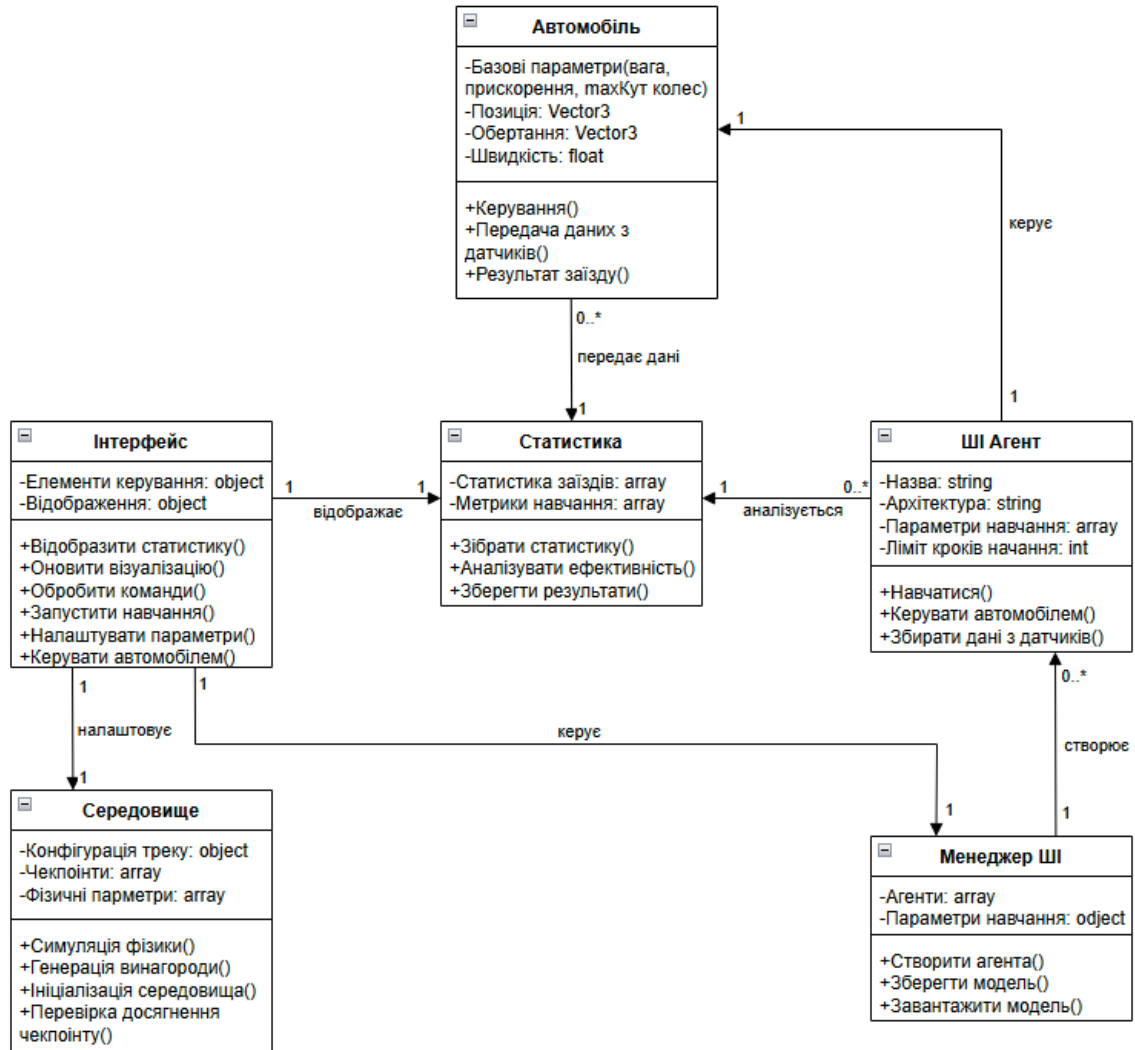 Автомобіль
-Базові параметри(вага,
прискорення, maxКут колес)
-Позиція: Vector3
-Обертання: Vector3
-Швидкість: float
+Керування()
+Передача даних з
датчиків()
+Результат заїзду()
1
керує
1
0..*
передає дані
1
Інтерфейс
-Елементи керування: object
-Відображення: object
+Відобразити статистику()
+Оновити візуалізацію()
+Обробити команди()
+Запустити навчання()
+Налаштувати параметри()
+Керувати автомобілем()
1
відображає
1
Статистика
-Статистика заїздів: array
-Метрики навчання: array
+Зібрати статистику()
+Аналізувати ефективність()
+Зберегти результати()
1
аналізується
0..*
ШІ Агент
-Назва: string
-Архітектура: string
-Параметри навчання: array
-Ліміт кроків начання: int
+Навчатися()
+Керувати автомобілем()
+Збирати дані з датчиків()
1
налаштовує
1
1
керує
1
0..*
створює
1
Середовище
-Конфігурація треку: object
-Чекпоінти: array
-Фізичні парметри: array
+Симуляція фізики()
+Генерація винагороди()
+Ініціалізація середовища()
+Перевірка досягнення
чекпоінту()
Менеджер ШІ
-Агенти: array
-Параметри навчання: odject
+Створити агента()
+Зберегти модель()
+Завантажити модель()